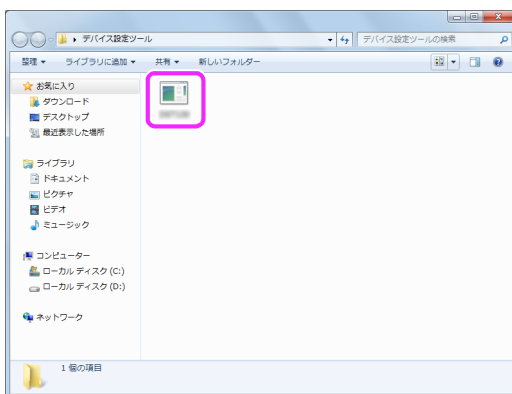 デバイス設定ツール
デバイス設定ツールの検索
整理
ライブラリに追加
共有
新しいフォルダー
お気に入り
ダウンロード
デスクトップ
最近表示した場所
ライブラリ
ドキュメント
ピクチャ
ビデオ
ミュージック
コンピューター
ローカル ディスク (C:)
ローカル ディスク (D:)
ネットワーク
1 個の項目